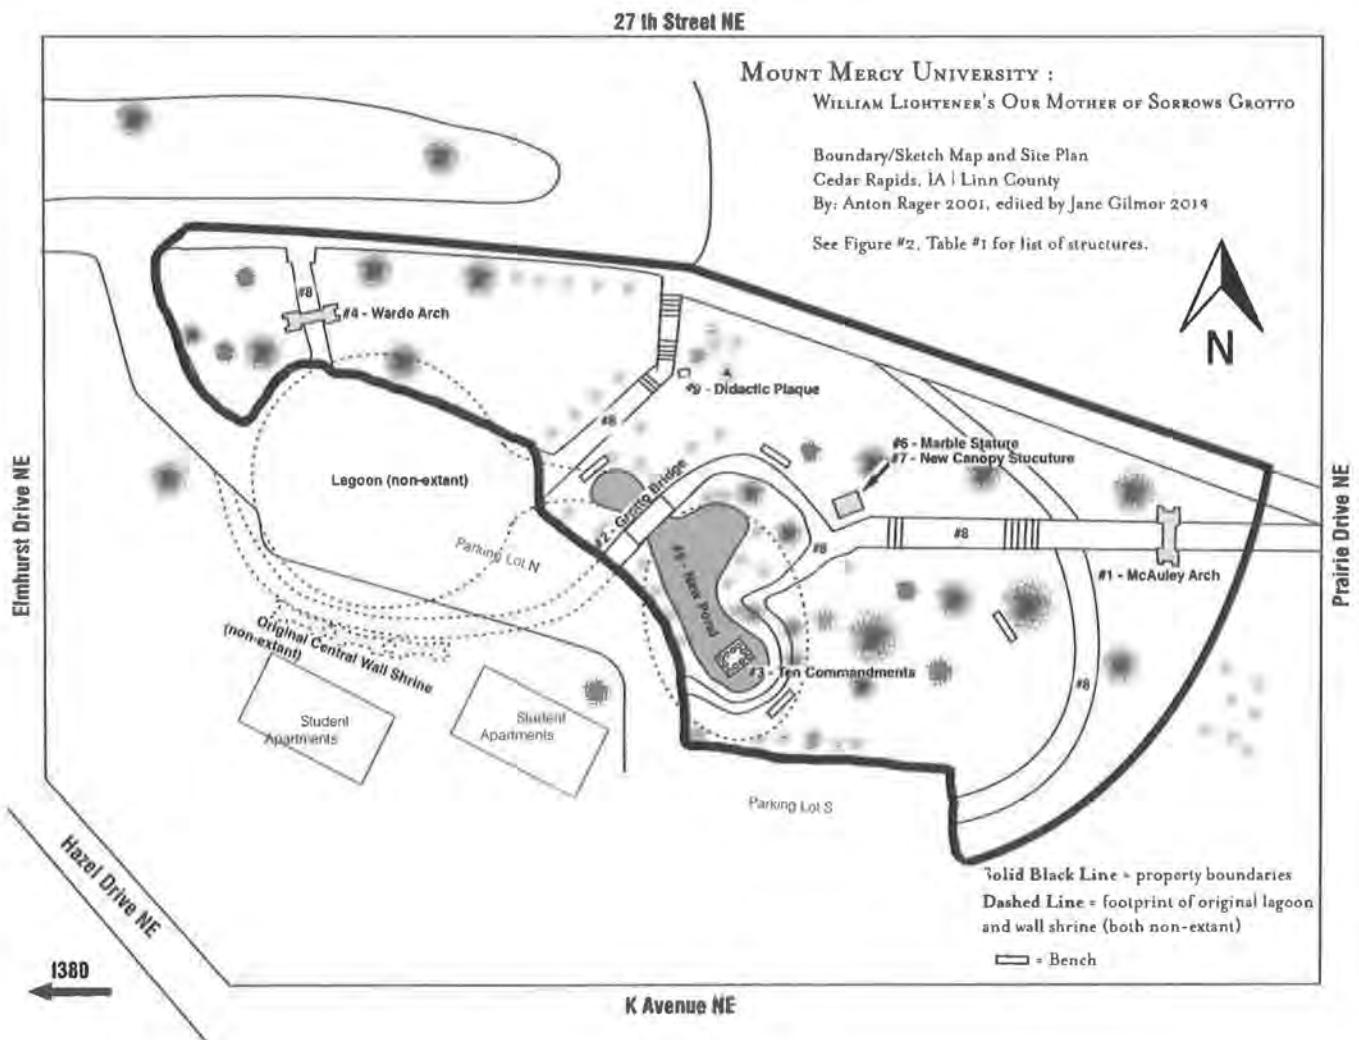 27 th Street NE
MOUNT MERCY UNIVERSITY :
WILLIAM LIGHTENER'S OUR MOTHER OF SORROWS GROTTO
Boundary/Sketch Map and Site Plan
Cedar Rapids, IA | Linn County
By: Anton Rager 2001, edited by Jane Gilmor 2014
See Figure #2, Table #1 for list of structures.
N
#8
#4 - Warde Arch
#9 - Didactic Plaque
#8
#6 - Marble Stature
#7 - New Canopy Stucuture
Lagoon (non-extant)
#2 - Grotto Bridge
Parking Lot N
#5 - New Pond
#8
#8
#1 - McAuley Arch
Elmhurst Drive NE
Prairie Drive NE
Original Central Wall Shrine
(non-extant)
#3 - Ten Commandments
#8
Student
Apartments
Student
Apartments
Parking Lot S
Solid Black Line = property boundaries
Dashed Line = footprint of original lagoon
and wall shrine (both non-extant)
= Bench
Hazel Drive NE
I380
K Avenue NE